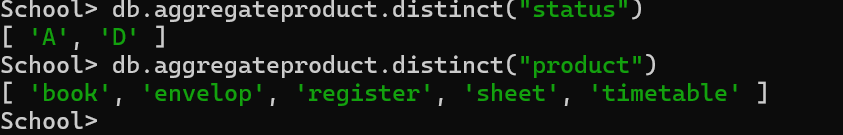 School> db.aggregateproduct.distinct("status")
[ 'A', 'D' ]
School> db.aggregateproduct.distinct("product")
[ 'book', 'envelop', 'register', 'sheet', 'timetable' ]
School>